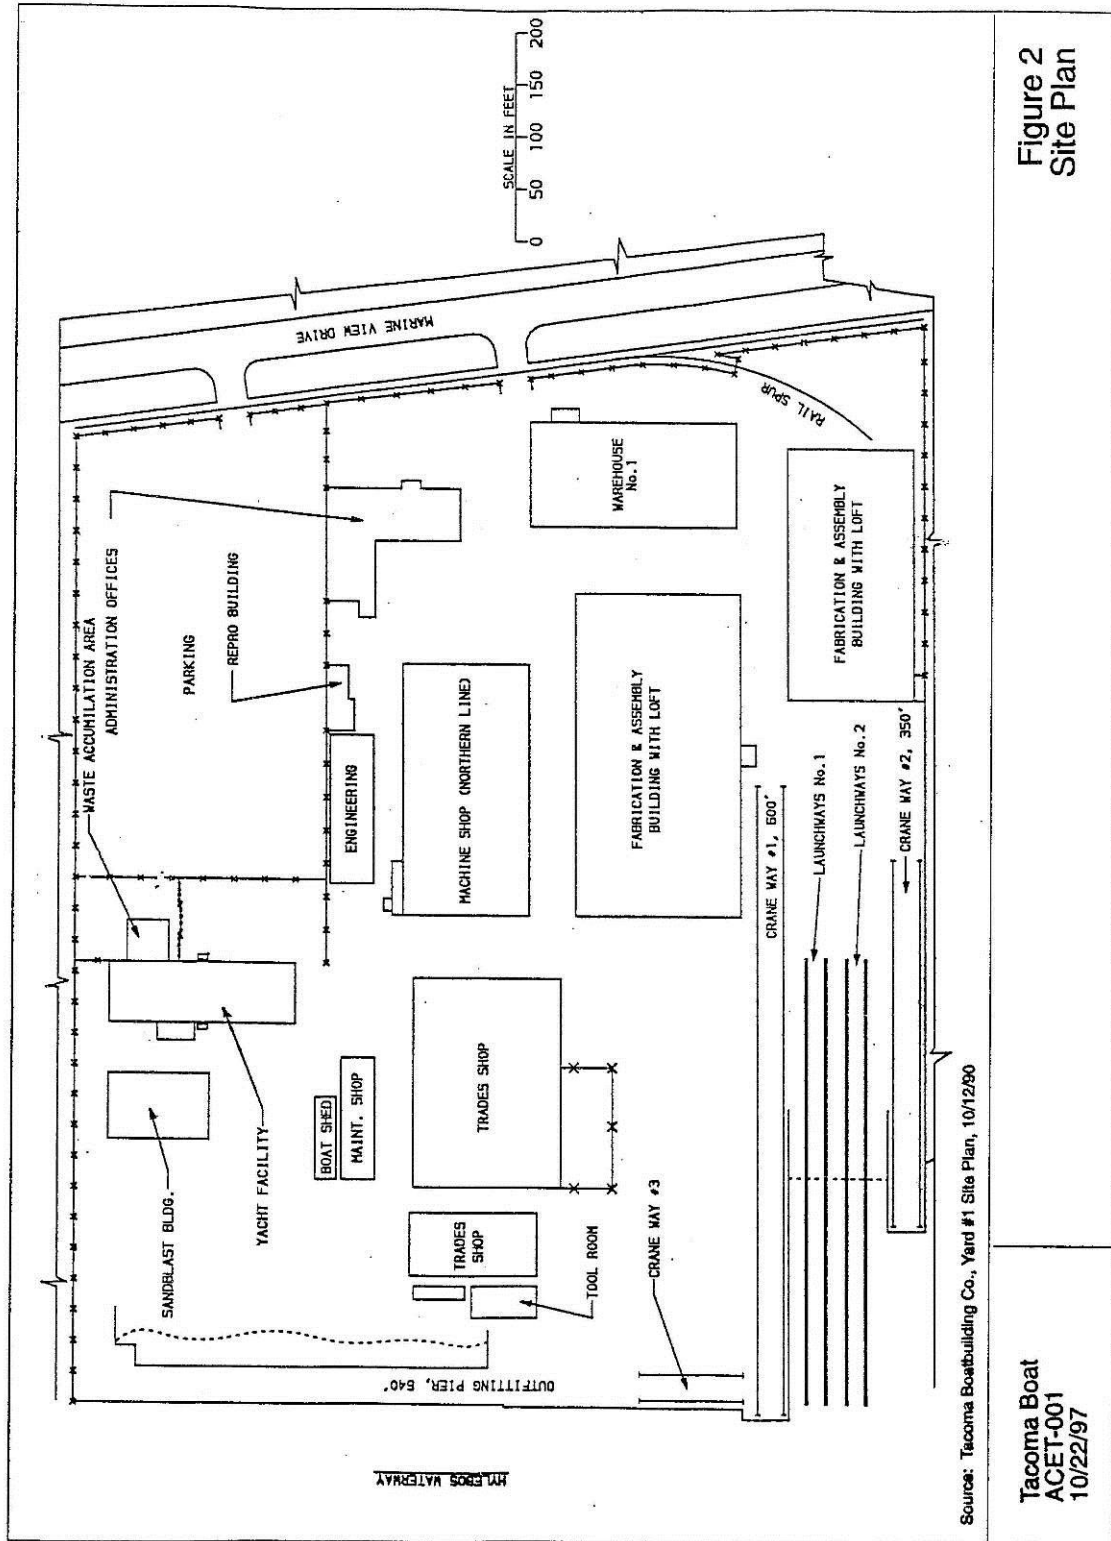 HYLEBOS WATERWAY
OUTFITTING PIER, 540'
SANDBLAST BLDG.
YACHT FACILITY
WASTE ACCUMILATION AREA
ADMINISTRATION OFFICES
PARKING
REPRO BUILDING
ENGINEERING
BOAT SHED
MAINT. SHOP
MACHINE SHOP (NORTHERN LINE)
TRADES SHOP
TRADES
SHOP
TOOL ROOM
CRANE WAY #3
FABRICATION & ASSEMBLY
BUILDING WITH LOFT
WAREHOUSE
No.1
MARINE VIEW DRIVE
RAIL SPUR
FABRICATION & ASSEMBLY
BUILDING WITH LOFT
CRANE WAY #1, 600'
LAUNCHWAYS No.1
LAUNCHWAYS No.2
CRANE WAY #2, 350'
SCALE IN FEET
0 50 100 150 200
Source: Tacoma Boatbuilding Co., Yard #1 Site Plan, 10/12/90
Tacoma Boat
ACET-001
10/22/97
Figure 2
Site Plan